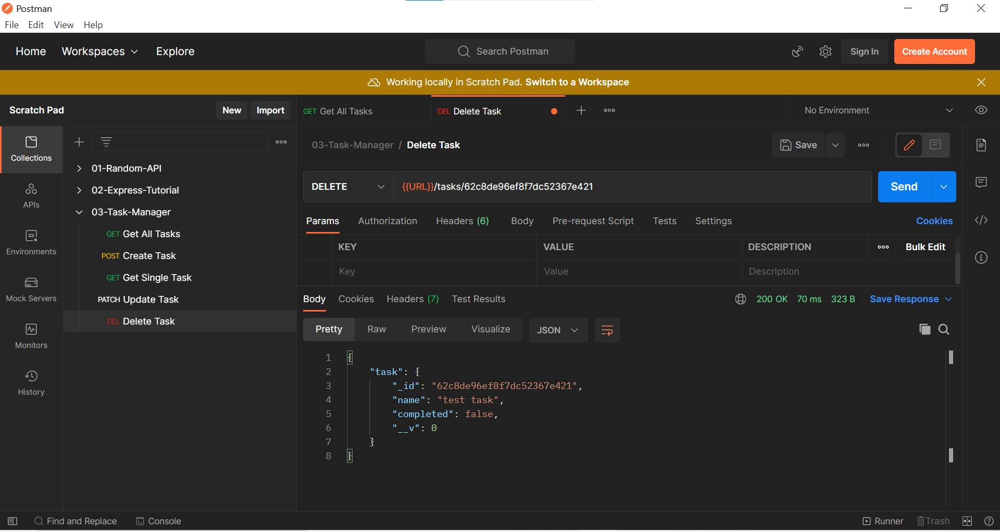 Postman
File Edit View Help
Home Workspaces Explore Search Postman Sign In Create Account
Working locally in Scratch Pad. Switch to a Workspace
Scratch Pad New Import GET Get All Tasks DEL Delete Task No Environment
Collections
APIs
Environments
Mock Servers
Monitors
History
01-Random-API
02-Express-Tutorial
03-Task-Manager
GET Get All Tasks
POST Create Task
GET Get Single Task
PATCH Update Task
DEL Delete Task
03-Task-Manager / Delete Task Save
DELETE {{URL}}/tasks/62c8de96ef8f7dc52367e421 Send
Params Authorization Headers (6) Body Pre-request Script Tests Settings Cookies
KEY VALUE DESCRIPTION Bulk Edit
Key Value Description
Body Cookies Headers (7) Test Results 200 OK 70 ms 323 B Save Response
Pretty Raw Preview Visualize JSON
1 {
2 "task": {
3 "_id": "62c8de96ef8f7dc52367e421",
4 "name": "test task",
5 "completed": false,
6 "__v": 0
7 }
8 }
Find and Replace Console Runner Trash